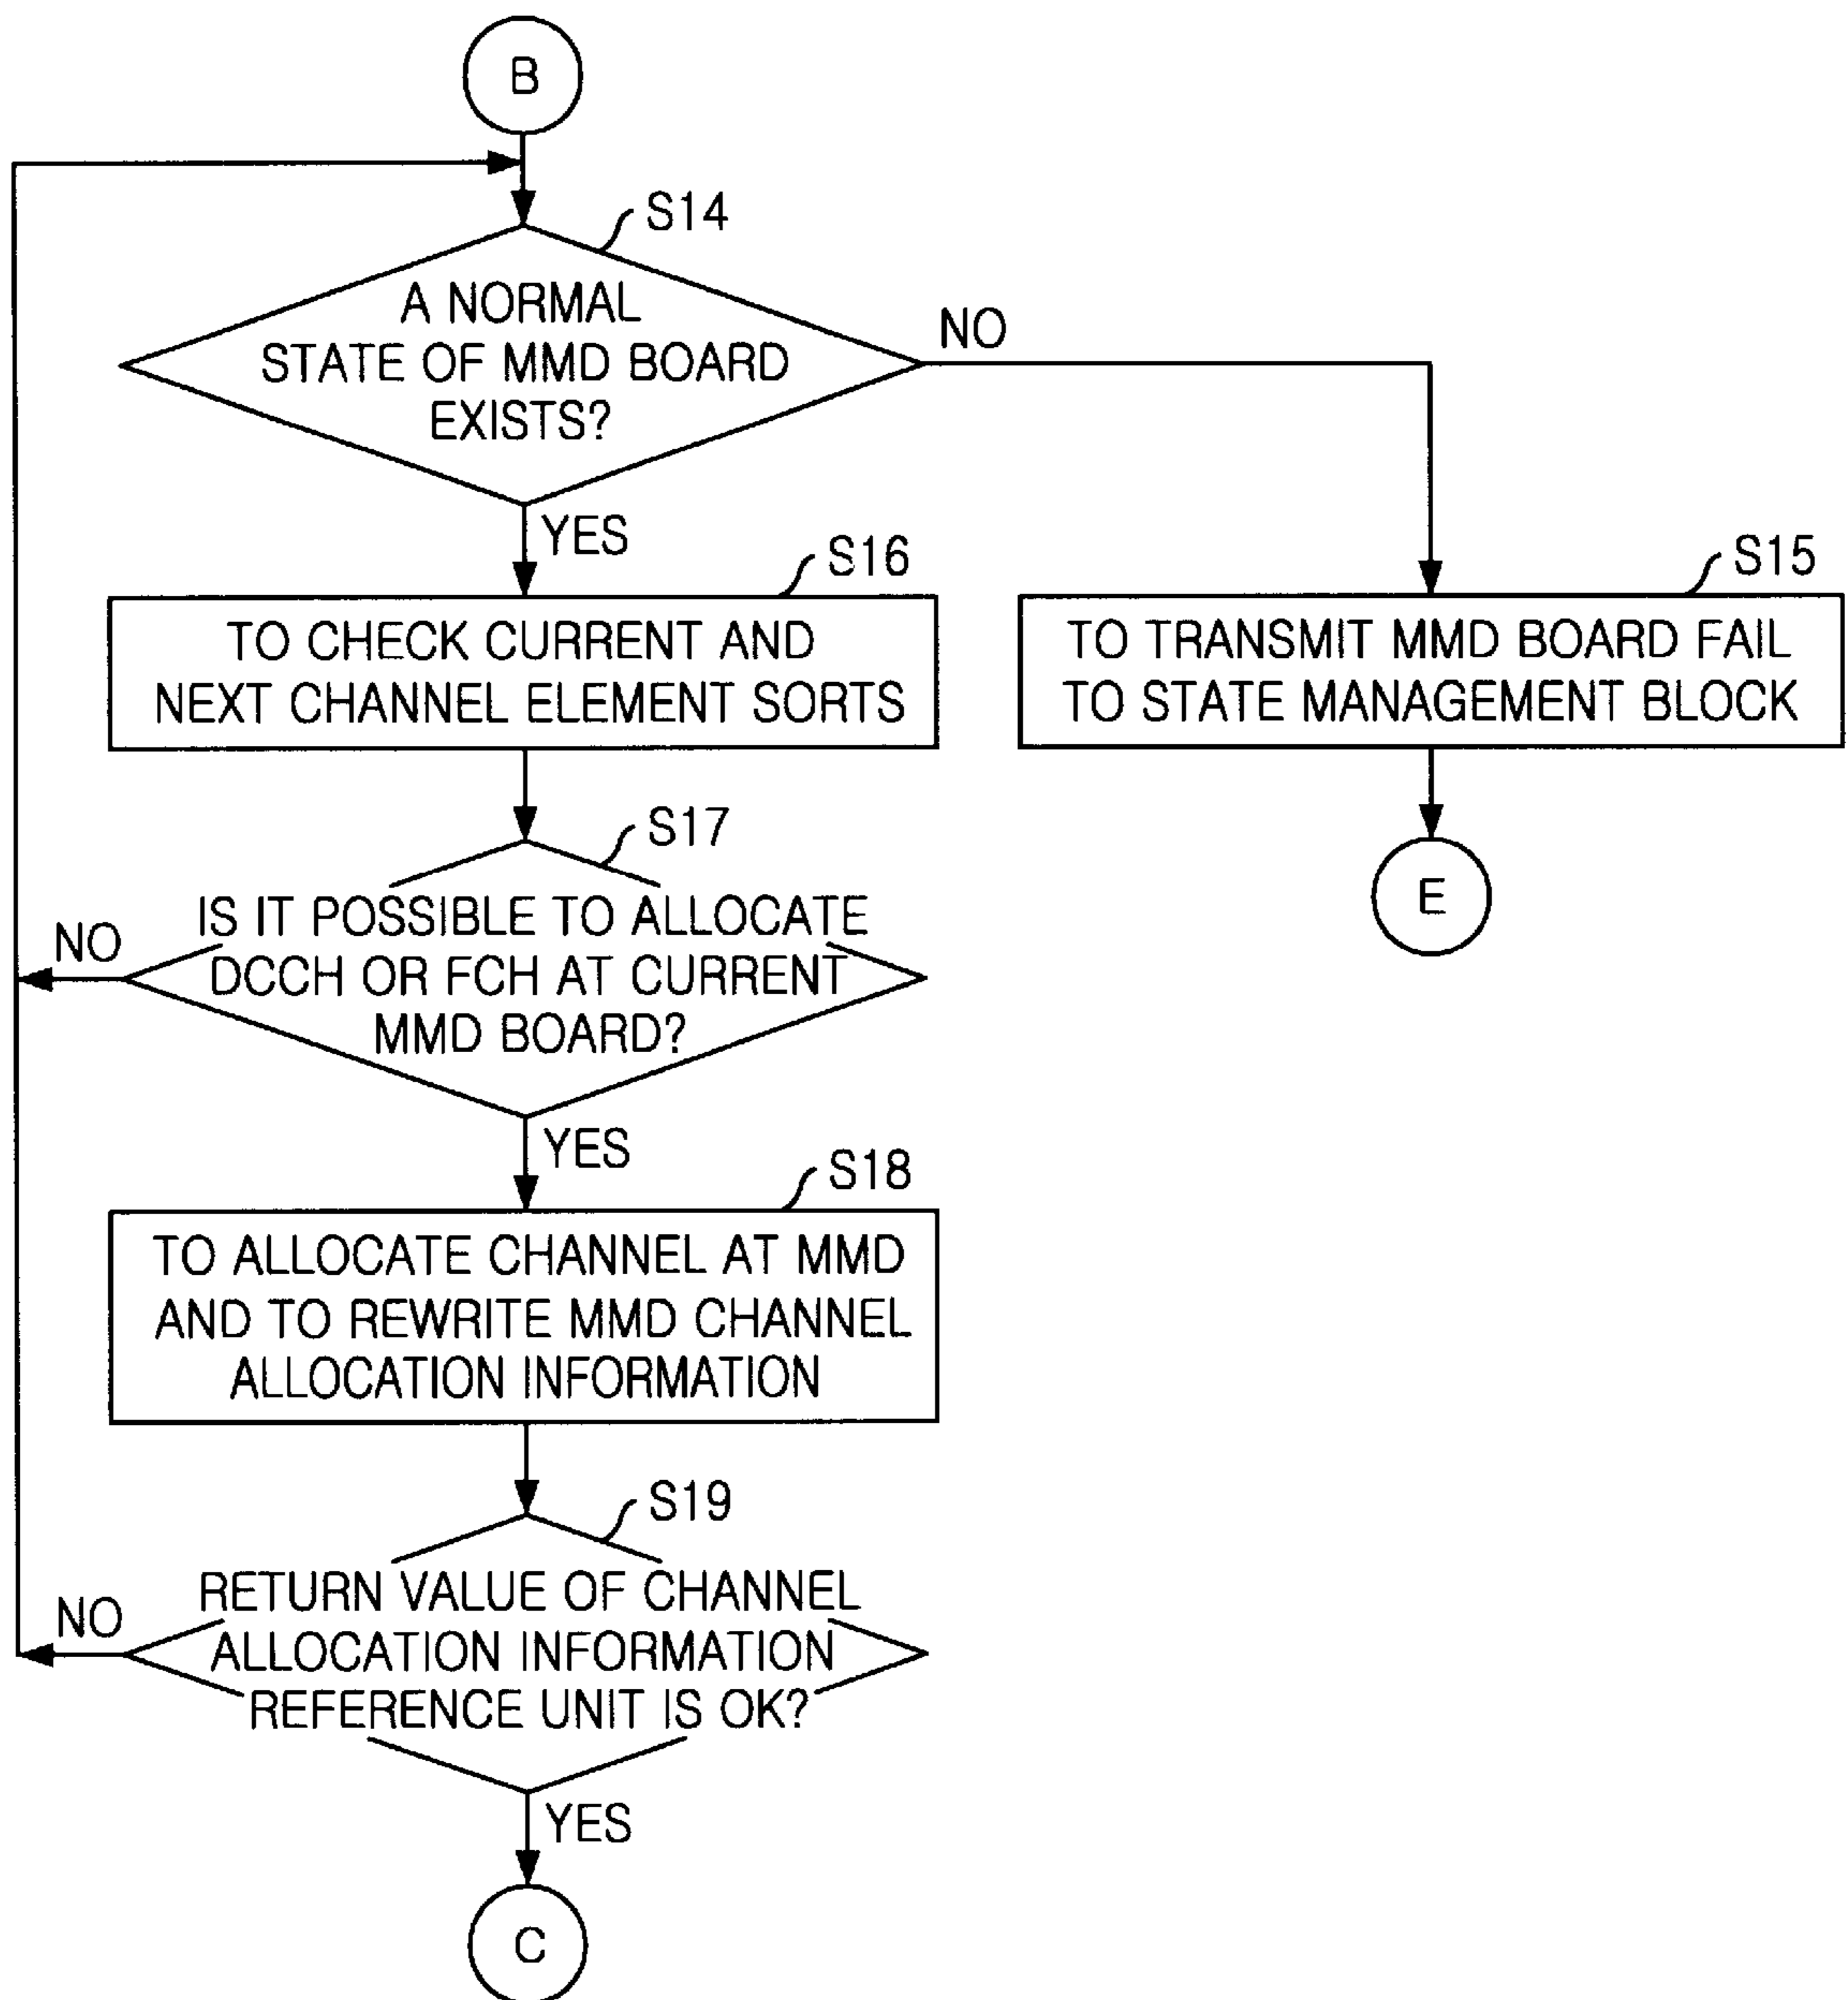 B
S14
A NORMAL
STATE OF MMD BOARD
EXISTS?
NO
YES
S16
TO CHECK CURRENT AND
NEXT CHANNEL ELEMENT SORTS
S15
TO TRANSMIT MMD BOARD FAIL
TO STATE MANAGEMENT BLOCK
E
S17
IS IT POSSIBLE TO ALLOCATE
DCCH OR FCH AT CURRENT
MMD BOARD?
NO
YES
S18
TO ALLOCATE CHANNEL AT MMD
AND TO REWRITE MMD CHANNEL
ALLOCATION INFORMATION
S19
RETURN VALUE OF CHANNEL
ALLOCATION INFORMATION
REFERENCE UNIT IS OK?
NO
YES
C